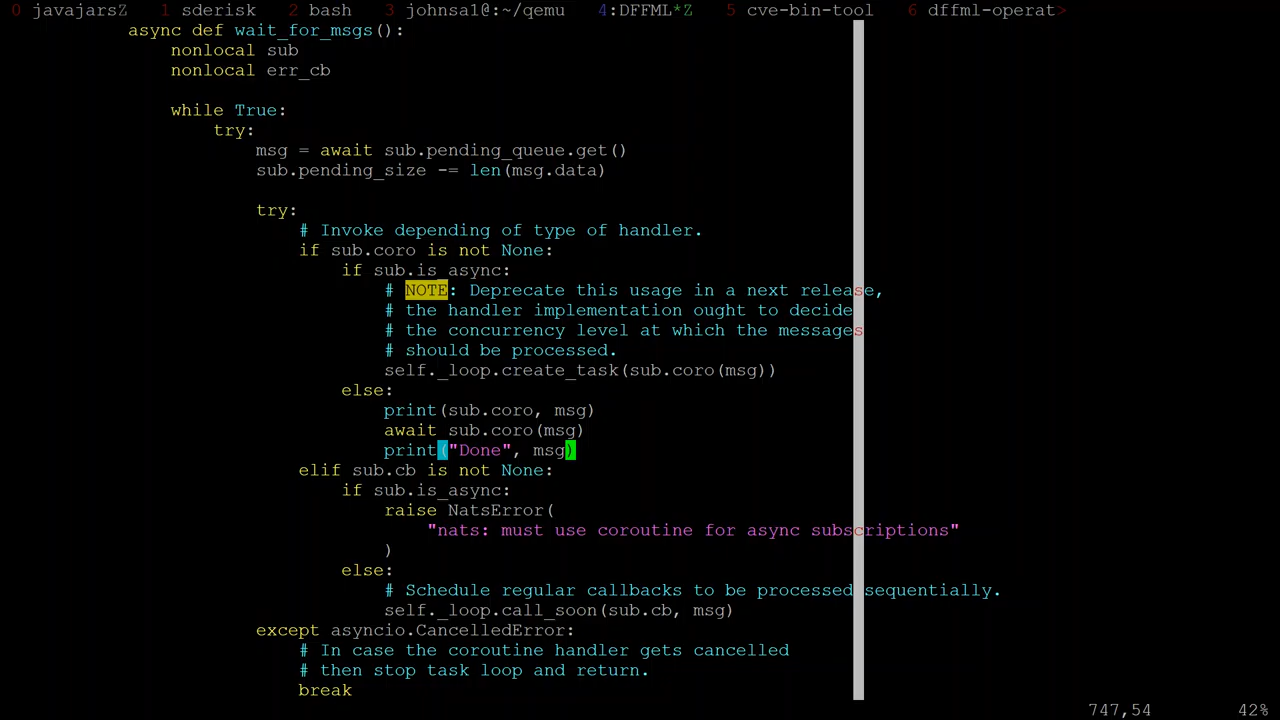 0 javajarsZ 1 sderisk 2 bash 3 johnsa1@:~/qemu 4:DFFML*Z 5 cve-bin-tool 6 dffml-operat>
async def wait_for_msgs():
nonlocal sub
nonlocal err_cb
while True:
try:
msg = await sub.pending_queue.get()
sub.pending_size -= len(msg.data)
try:
# Invoke depending of type of handler.
if sub.coro is not None:
if sub.is_async:
# NOTE: Deprecate this usage in a next release,
# the handler implementation ought to decide
# the concurrency level at which the messages
# should be processed.
self._loop.create_task(sub.coro(msg))
else:
print(sub.coro, msg)
await sub.coro(msg)
print("Done", msg)
elif sub.cb is not None:
if sub.is_async:
raise NatsError(
"nats: must use coroutine for async subscriptions"
)
else:
# Schedule regular callbacks to be processed sequentially.
self._loop.call_soon(sub.cb, msg)
except asyncio.CancelledError:
# In case the coroutine handler gets cancelled
# then stop task loop and return.
break
747,54 42%